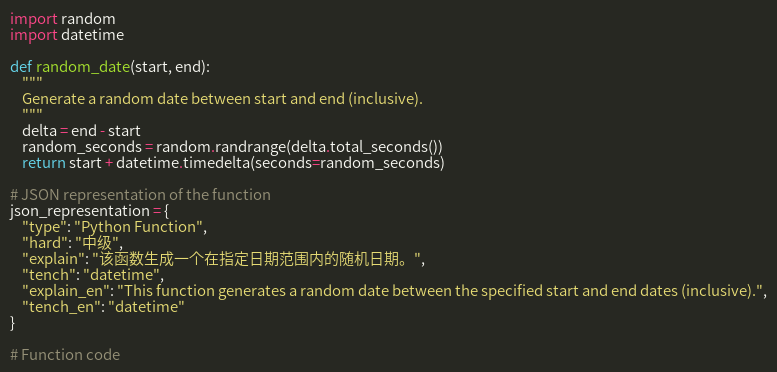 import random
import datetime

def random_date(start, end):
    """
    Generate a random date between start and end (inclusive).
    """
    delta = end - start
    random_seconds = random.randrange(delta.total_seconds())
    return start + datetime.timedelta(seconds=random_seconds)

# JSON representation of the function
json_representation = {
    "type": "Python Function",
    "hard": "中级",
    "explain": "该函数生成一个在指定日期范围内的随机日期。",
    "tench": "datetime",
    "explain_en": "This function generates a random date between the specified start and end dates (inclusive).",
    "tench_en": "datetime"
}

# Function code